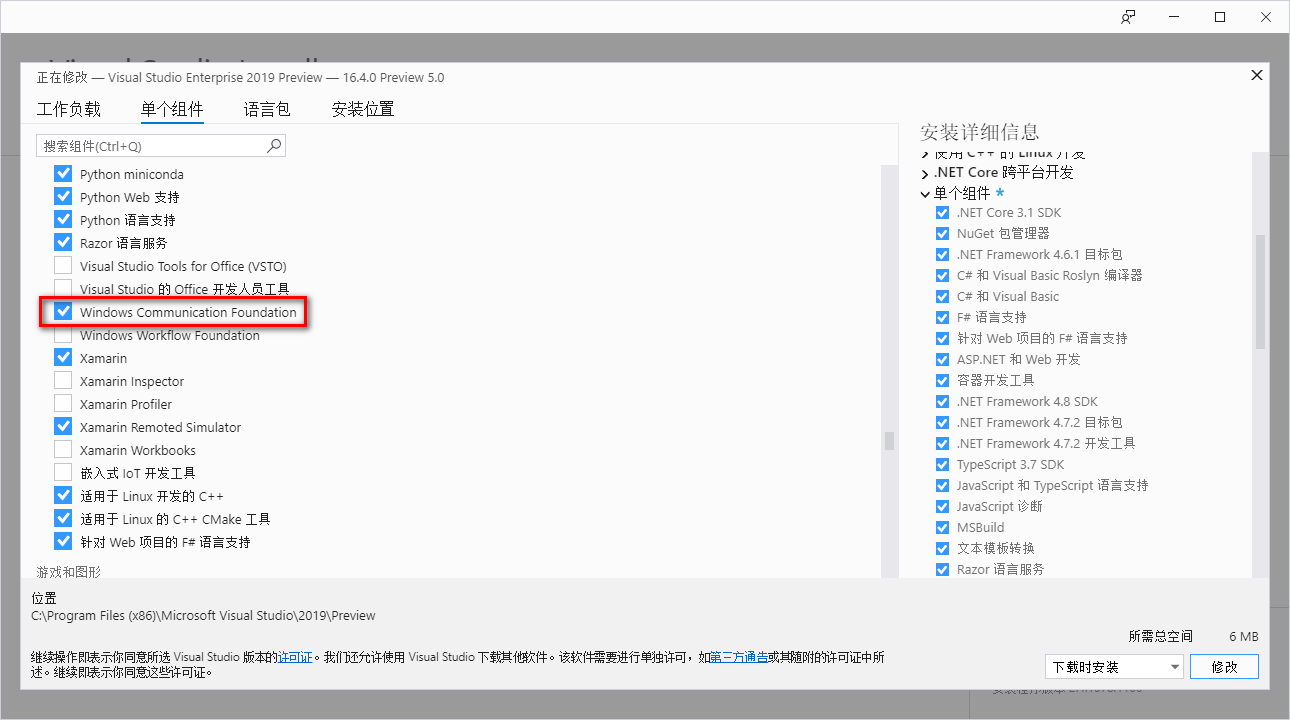 正在修改 — Visual Studio Enterprise 2019 Preview — 16.4.0 Preview 5.0
工作负载 单个组件 语言包 安装位置
搜索组件(Ctrl+Q)
Python miniconda
Python Web 支持
Python 语言支持
Razor 语言服务
Visual Studio Tools for Office (VSTO)
Visual Studio 的 Office 开发人员工具
Windows Communication Foundation
Windows Workflow Foundation
Xamarin
Xamarin Inspector
Xamarin Profiler
Xamarin Remoted Simulator
Xamarin Workbooks
嵌入式 IoT 开发工具
适用于 Linux 开发的 C++
适用于 Linux 的 C++ CMake 工具
针对 Web 项目的 F# 语言支持
游戏和图形
安装详细信息
使用 C++ 的 Linux 开发
.NET Core 跨平台开发
单个组件 *
.NET Core 3.1 SDK
NuGet 包管理器
.NET Framework 4.6.1 目标包
C# 和 Visual Basic Roslyn 编译器
C# 和 Visual Basic
F# 语言支持
针对 Web 项目的 F# 语言支持
ASP.NET 和 Web 开发
容器开发工具
.NET Framework 4.8 SDK
.NET Framework 4.7.2 目标包
.NET Framework 4.7.2 开发工具
TypeScript 3.7 SDK
JavaScript 和 TypeScript 语言支持
JavaScript 诊断
MSBuild
文本模板转换
Razor 语言服务
位置
C:\Program Files (x86)\Microsoft Visual Studio\2019\Preview
继续操作即表示你同意所选 Visual Studio 版本的许可证。我们还允许使用 Visual Studio 下载其他软件。该软件需要进行单独许可，如第三方通告或其随附的许可证中所
述。继续即表示你同意这些许可证。
所需总空间 6 MB
下载时安装 修改